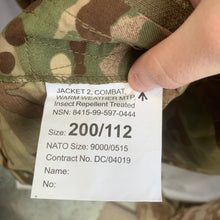 JACKET 2, COMBAT,
WARM WEATHER MTP
Insect Repellent Treated
NSN: 8415-99-597-0444
Size: 200/112
NATO Size: 9000/0515
Contract No. DC/04019
Name:
No: